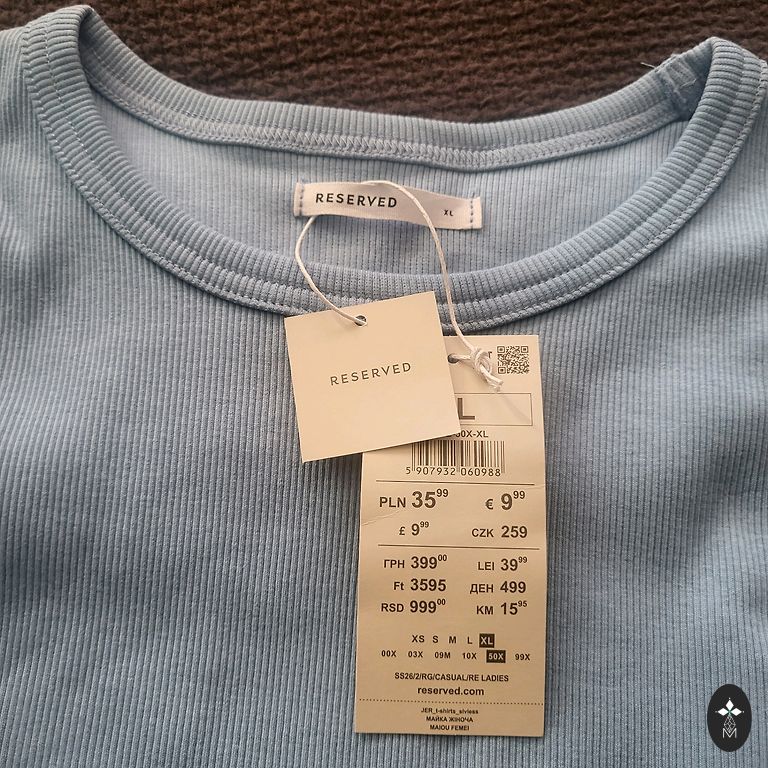 RESERVED XL
RESERVED
L
50X-XL
5 907932 060988
PLN 35⁹⁹ € 9⁹⁹
£ 9⁹⁹ CZK 259
ГРН 399⁰⁰ LEI 39⁹⁹
Ft 3595 ДЕН 499
RSD 999⁰⁰ KM 15⁹⁵
XS S M L XL
00X 03X 09M 10X 50X 99X
SS26/2/RG/CASUAL/RE LADIES
reserved.com
JER_t-shirts_slvless
МАЙКА ЖІНОЧА
MAIOU FEMEI